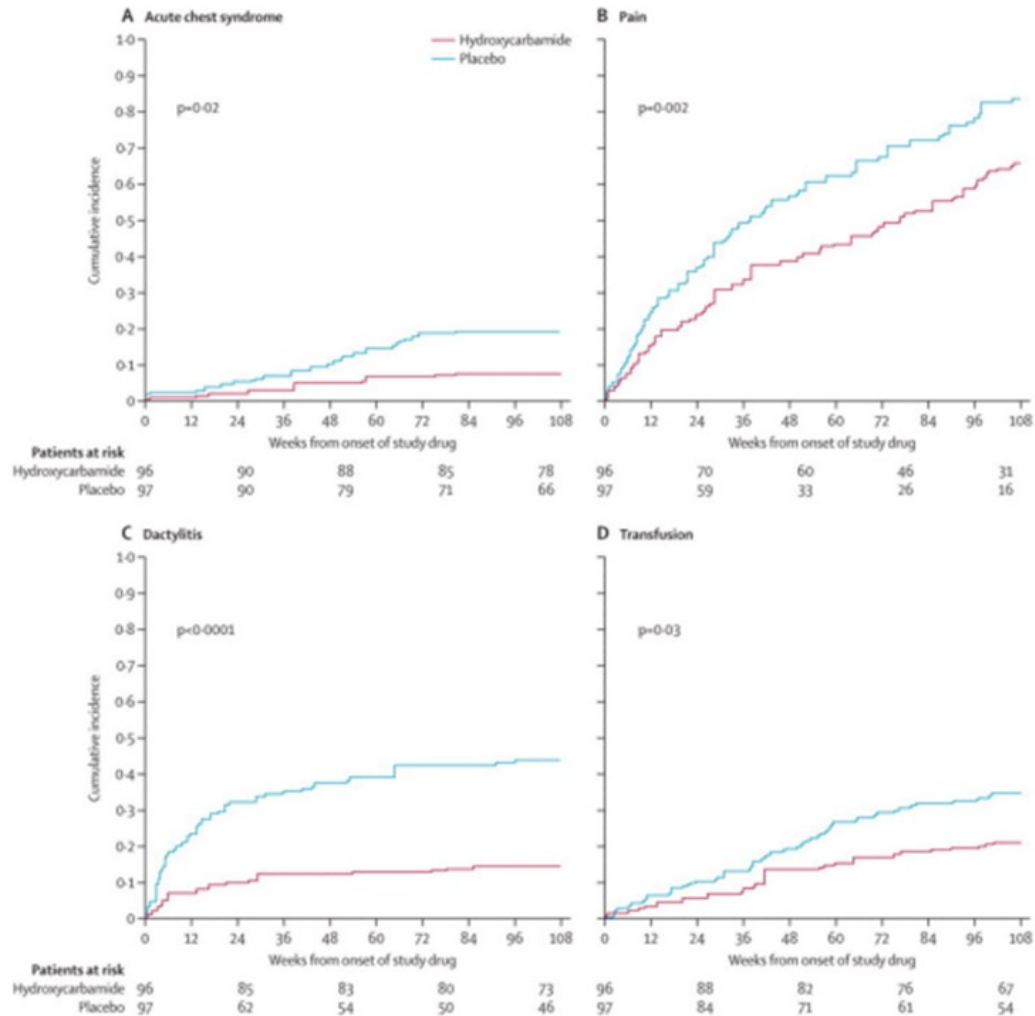 A Acute chest syndrome
Hydroxycarbamide
Placebo
p=0·02
Cumulative incidence
1·0
0·9
0·8
0·7
0·6
0·5
0·4
0·3
0·2
0·1
0
0 12 24 36 48 60 72 84 96 108
Weeks from onset of study drug
Patients at risk
Hydroxycarbamide 96 90 88 85 78
Placebo 97 90 79 71 66
B Pain
p=0·002
0 12 24 36 48 60 72 84 96 108
Weeks from onset of study drug
96 70 60 46 31
97 59 33 26 16
C Dactylitis
p<0·0001
Cumulative incidence
1·0
0·9
0·8
0·7
0·6
0·5
0·4
0·3
0·2
0·1
0
0 12 24 36 48 60 72 84 96 108
Weeks from onset of study drug
Patients at risk
Hydroxycarbamide 96 85 83 80 73
Placebo 97 62 54 50 46
D Transfusion
p=0·03
0 12 24 36 48 60 72 84 96 108
Weeks from onset of study drug
96 88 82 76 67
97 84 71 61 54